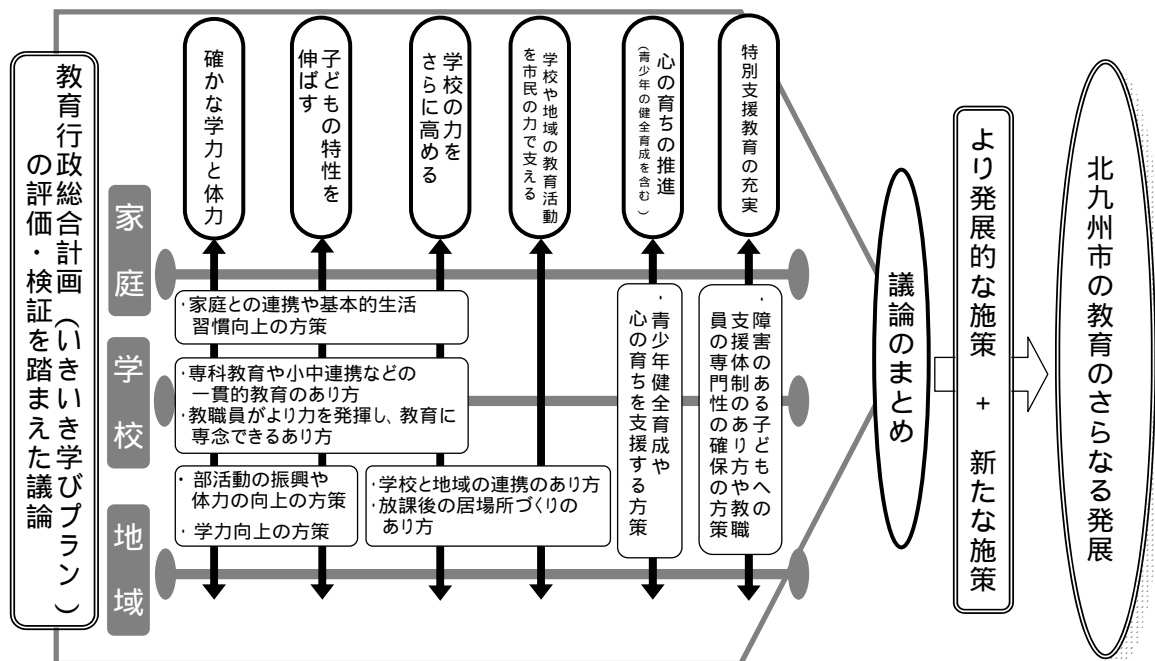 教育行政総合計画（いきいき学びプラン）
の評価・検証を踏まえた議論
家庭
学校
地域
確かな学力と体力
子どもの特性を
伸ばす
学校の力を
さらに高める
学校や地域の教育活動
を市民の力で支える
心の育ちの推進
（青少年の健全育成を含む）
特別支援教育の充実
・家庭との連携や基本的生活
習慣向上の方策
・専科教育や小中連携などの
一貫的教育のあり方
・教職員がより力を発揮し、教育に
専念できるあり方
・部活動の振興や
体力の向上の方策
・学力向上の方策
・学校と地域の連携のあり方
・放課後の居場所づくりの
あり方
・青少年健全育成や
心の育ちを支援する方策
・障害のある子どもへの
支援体制のあり方や教職
員の専門性の確保の方策
議論のまとめ
より発展的な施策 + 新たな施策
北九州市の教育のさらなる発展